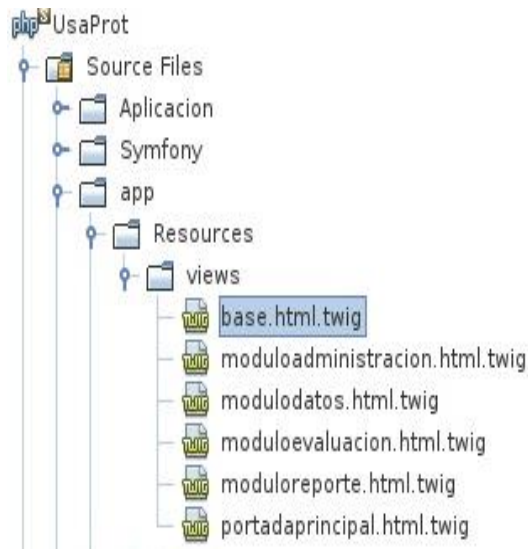 php UsaProt
Source Files
Aplicacion
Symfony
app
Resources
views
base.html.twig
moduloadministracion.html.twig
modulodatos.html.twig
moduloevaluacion.html.twig
moduloreporte.html.twig
portadaprincipal.html.twig